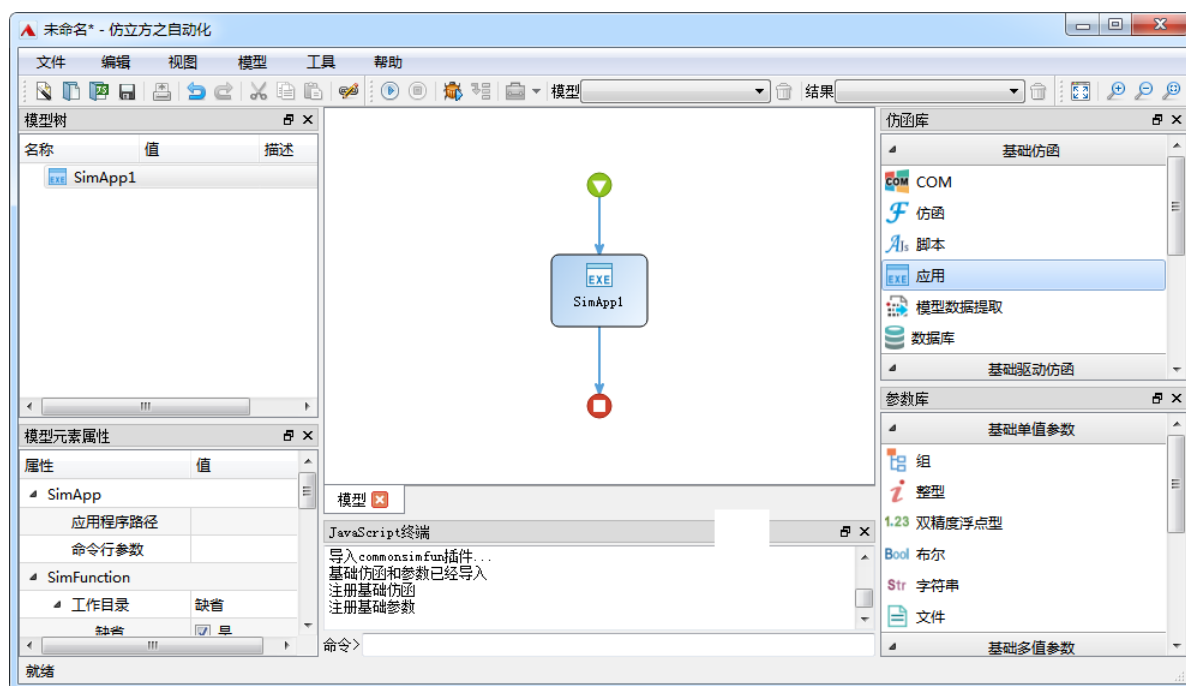 未命名* - 仿立方之自动化
文件 编辑 视图 模型 工具 帮助
模型 结果
模型树
名称 值 描述
EXE SimApp1
模型元素属性
属性 值
SimApp
应用程序路径
命令行参数
SimFunction
工作目录 缺省
缺省 是
EXE
SimApp1
模型
JavaScript终端
导入commonsimfun插件...
基础仿函和参数已经导入
注册基础仿函
注册基础参数
命令>
仿函库
基础仿函
COM COM
仿函
AJs 脚本
EXE 应用
模型数据提取
数据库
基础驱动仿函
参数库
基础单值参数
组
i 整型
1.23 双精度浮点型
Bool 布尔
Str 字符串
文件
基础多值参数
就绪